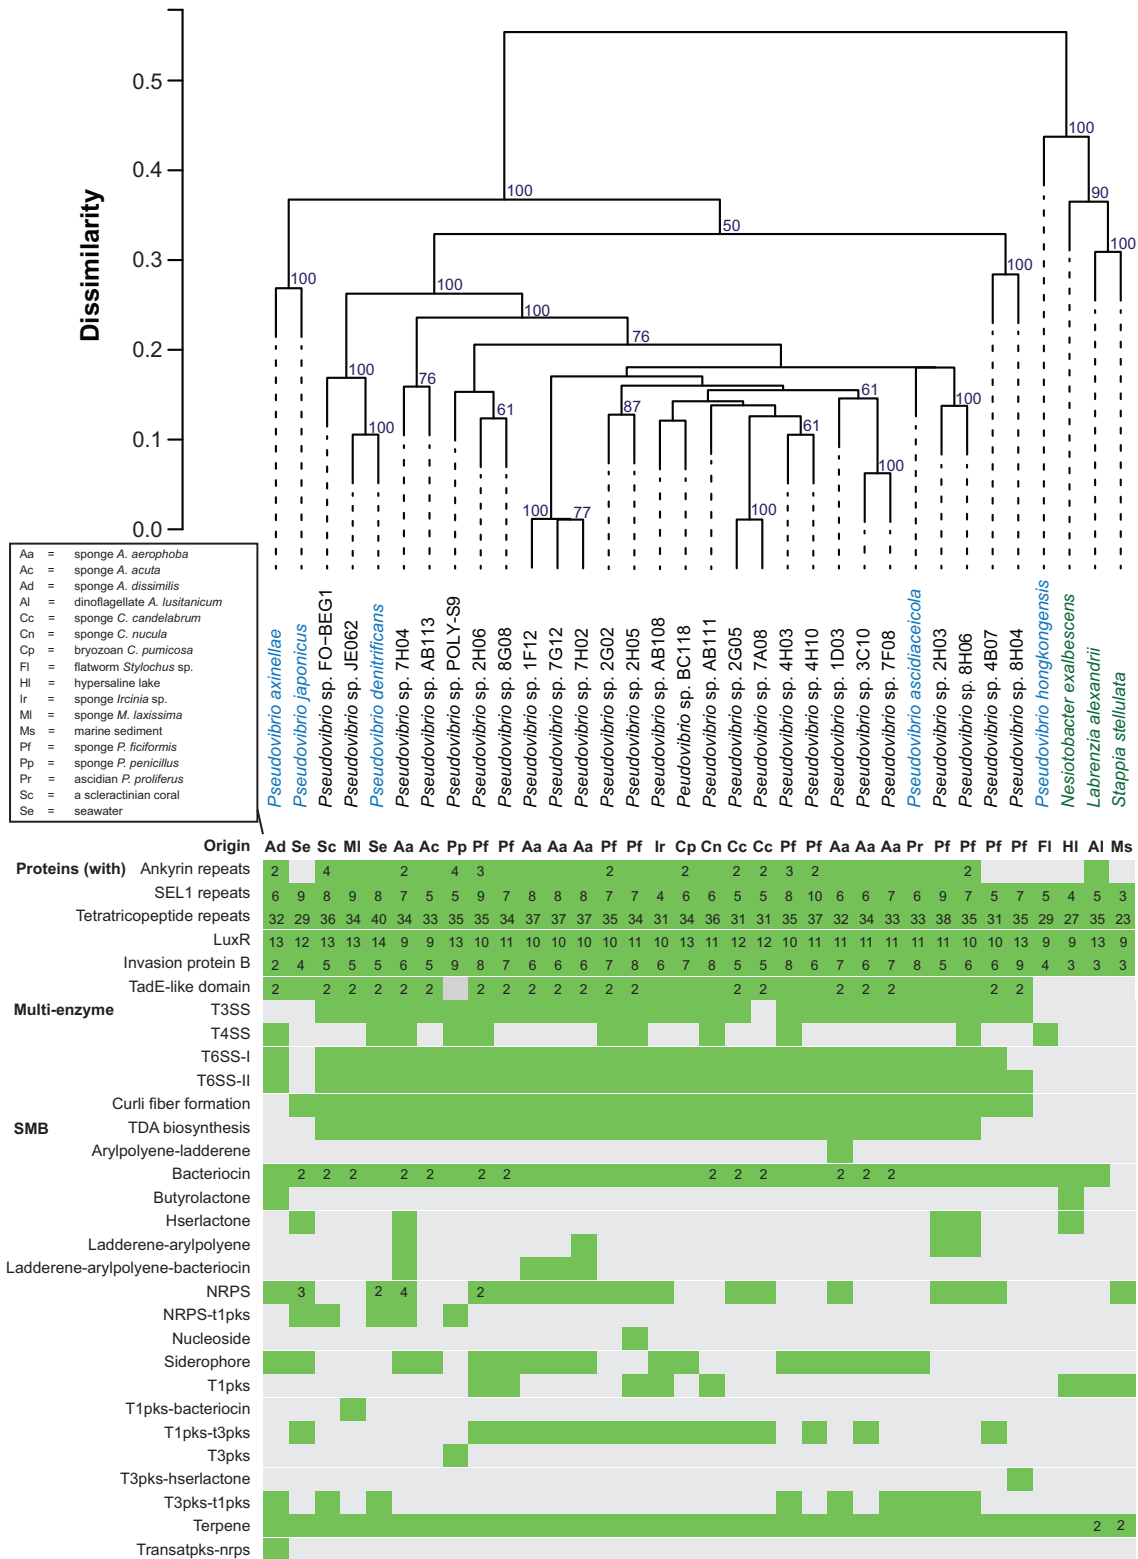 Dissimilarity
0.5
0.4
0.3
0.2
0.1
0.0
100
100
90
100
100
50
100
100
100
100
76
100
76
100
61
87
61
61
100
100
100
77
100
100
Aa = sponge A. aerophoba
Ac = sponge A. acuta
Ad = sponge A. dissimilis
Al = dinoflagellate A. lusitanicum
Cc = sponge C. candelabrum
Cn = sponge C. nucula
Cp = bryozoan C. pumicosa
Fl = flatworm Stylochus sp.
Hl = hypersaline lake
Ir = sponge Ircinia sp.
Ml = sponge M. laxissima
Ms = marine sediment
Pf = sponge P. ficiformis
Pp = sponge P. penicillus
Pr = ascidian P. proliferus
Sc = a scleractinian coral
Se = seawater
Pseudovibrio axinellae
Pseudovibrio japonicus
Pseudovibrio sp. FO−BEG1
Pseudovibrio sp. JE062
Pseudovibrio denitrificans
Pseudovibrio sp. 7H04
Pseudovibrio sp. AB113
Pseudovibrio sp. POLY-S9
Pseudovibrio sp. 2H06
Pseudovibrio sp. 8G08
Pseudovibrio sp. 1F12
Pseudovibrio sp. 7G12
Pseudovibrio sp. 7H02
Pseudovibrio sp. 2G02
Pseudovibrio sp. 2H05
Pseudovibrio sp. AB108
Peudovibrio sp. BC118
Pseudovibrio sp. AB111
Pseudovibrio sp. 2G05
Pseudovibrio sp. 7A08
Pseudovibrio sp. 4H03
Pseudovibrio sp. 4H10
Pseudovibrio sp. 1D03
Pseudovibrio sp. 3C10
Pseudovibrio sp. 7F08
Pseudovibrio ascidiaceicola
Pseudovibrio sp. 2H03
Pseudovibrio sp. 8H06
Pseudovibrio sp. 4B07
Pseudovibrio sp. 8H04
Pseudovibrio hongkongensis
Nesiotobacter exalbescens
Labrenzia alexandrii
Stappia stellulata
Origin Ad Se Sc Ml Se Aa Ac Pp Pf Pf Aa Aa Aa Pf Pf Ir Cp Cn Cc Cc Pf Pf Aa Aa Aa Pr Pf Pf Pf Pf Fl Hl Al Ms
Proteins (with) Ankyrin repeats 2 4 2 4 3 2 2 2 2 3 2 2
SEL1 repeats 6 9 8 9 8 7 5 5 9 7 8 8 8 7 7 4 6 6 5 5 8 10 6 6 7 6 9 7 5 7 5 4 5 3
Tetratricopeptide repeats 32 29 36 34 40 34 33 35 35 34 37 37 37 35 34 31 34 36 31 31 35 37 32 34 33 33 38 35 31 35 29 27 35 23
LuxR 13 12 13 13 14 9 9 13 10 11 10 10 10 10 11 10 13 11 12 12 10 11 11 11 11 11 11 10 10 13 9 9 13 9
Invasion protein B 2 4 5 5 5 6 5 9 8 7 6 6 6 7 8 6 7 8 5 5 8 6 7 6 7 8 5 6 6 9 4 3 3 3
TadE-like domain 2 2 2 2 2 2 2 2 2 2 2 2 2 2 2 2 2 2 2 2
Multi-enzyme T3SS
T4SS
T6SS-I
T6SS-II
Curli fiber formation
SMB TDA biosynthesis
Arylpolyene-ladderene
Bacteriocin 2 2 2 2 2 2 2 2 2 2 2 2 2
Butyrolactone
Hserlactone
Ladderene-arylpolyene
Ladderene-arylpolyene-bacteriocin
NRPS 3 2 4 2
NRPS-t1pks
Nucleoside
Siderophore
T1pks
T1pks-bacteriocin
T1pks-t3pks
T3pks
T3pks-hserlactone
T3pks-t1pks
Terpene 2 2
Transatpks-nrps